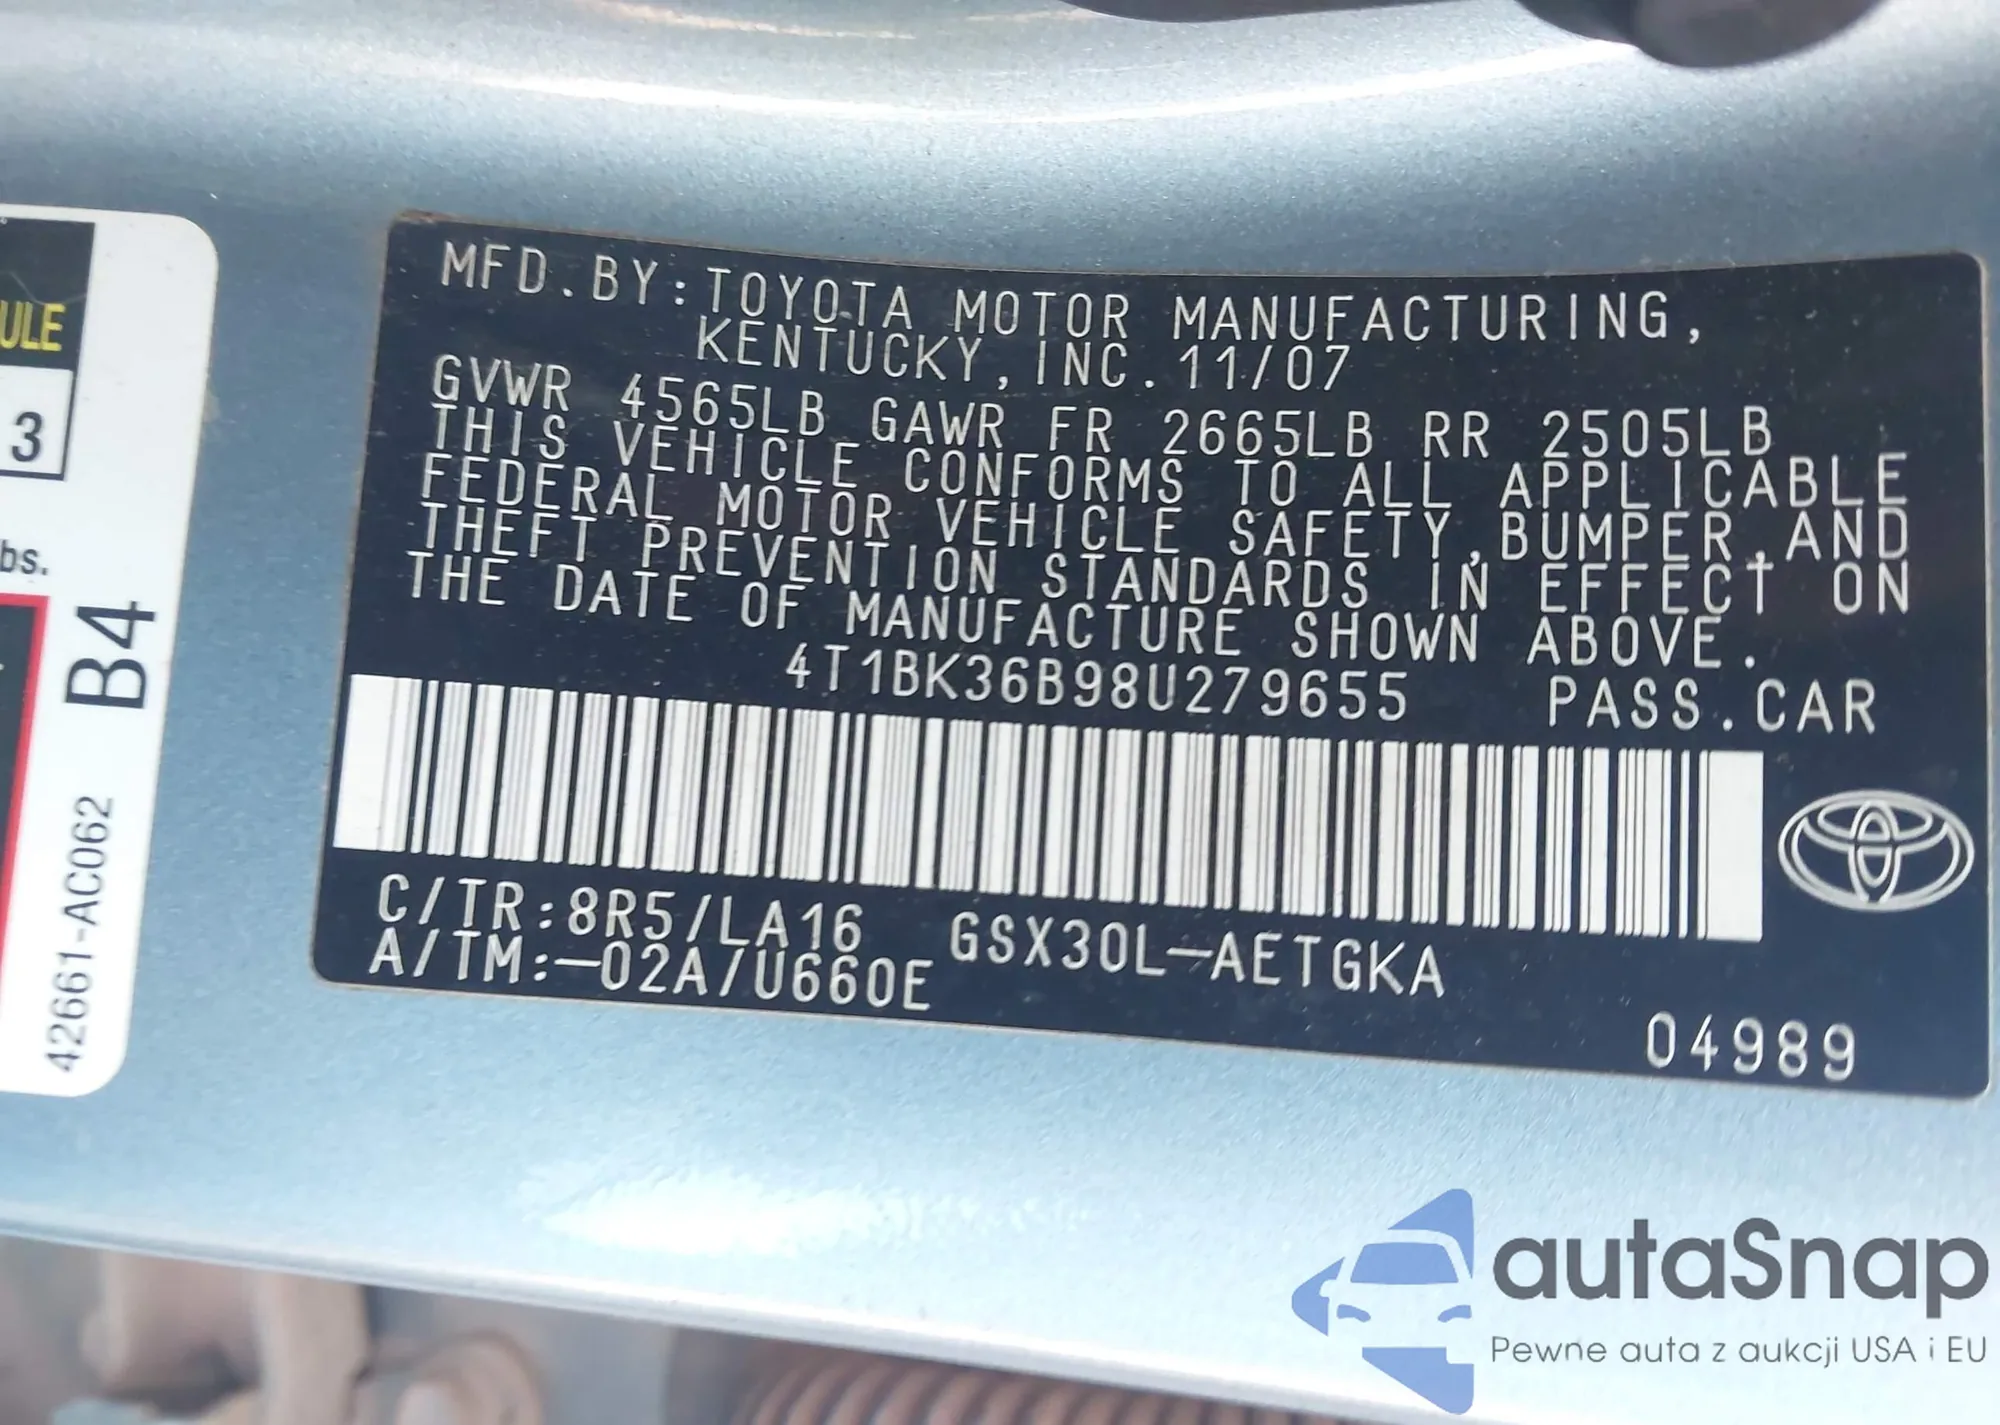 MFD.BY:TOYOTA MOTOR MANUFACTURING,
KENTUCKY, INC. 11/07
GVWR 4565LB GAWR FR 2665LB RR 2505LB
THIS VEHICLE CONFORMS TO ALL APPLICABLE
FEDERAL MOTOR VEHICLE SAFETY, BUMPER, AND
THEFT PREVENTION STANDARDS IN EFFECT ON
THE DATE OF MANUFACTURE SHOWN ABOVE.
4T1BK36B98U279655 PASS.CAR
C/TR:8R5/LA16 GSX30L-AETGKA
A/TM:-02A/U660E
04989
ULE
3
bs.
B4
42661-AC062
autaSnap
Pewne auta z aukcji USA i EU